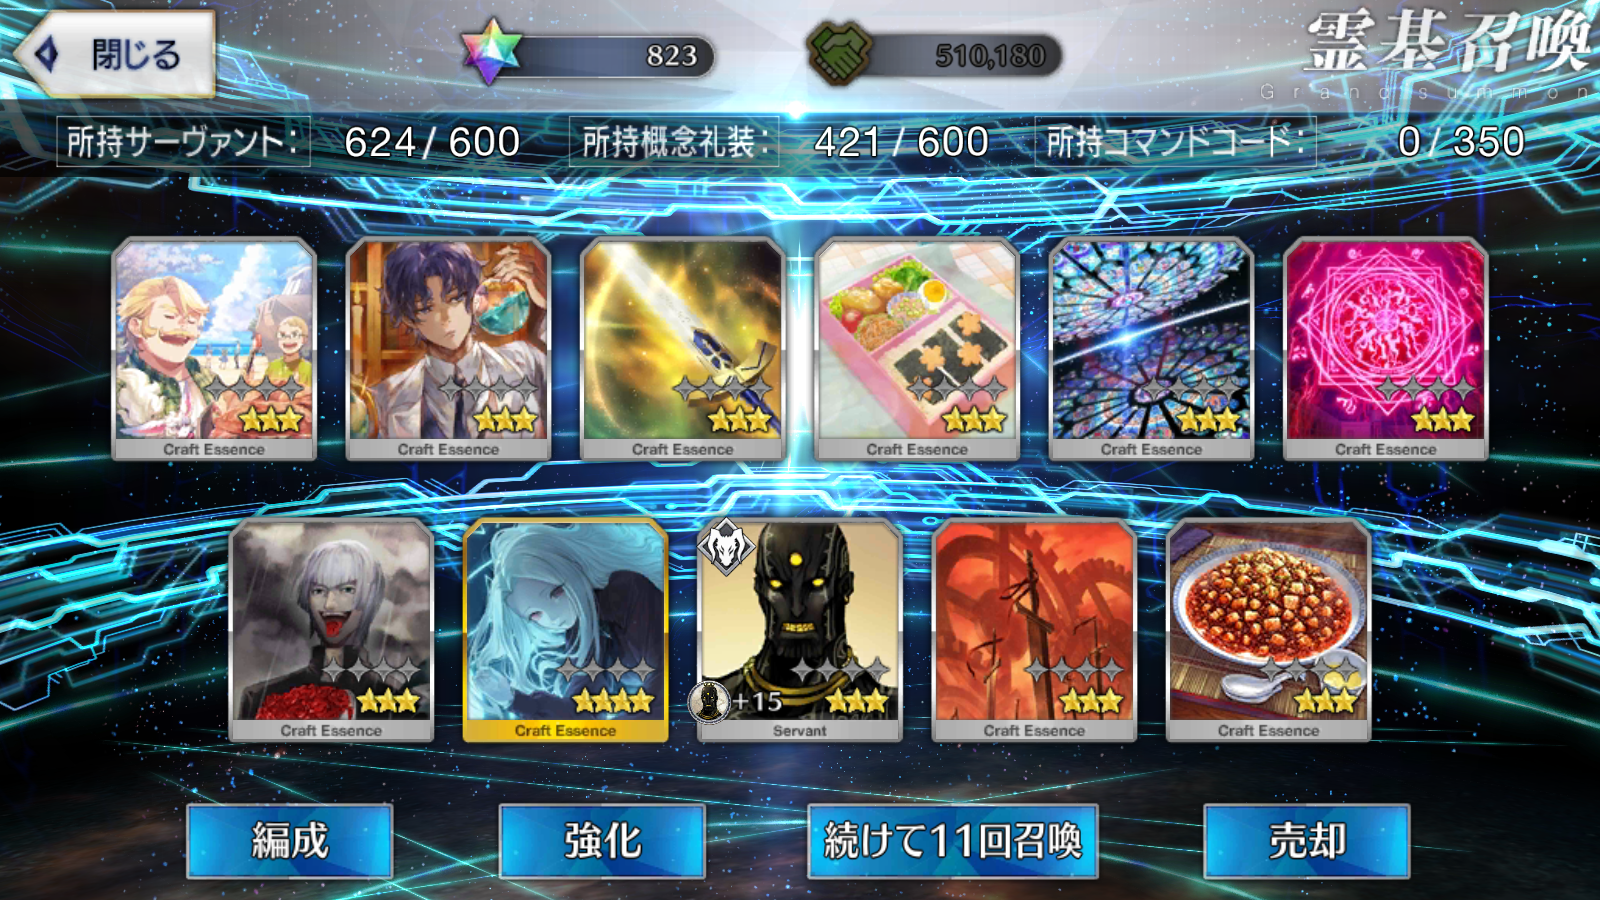 閉じる
823
510,180
霊基召喚
Grand summon
所持サーヴァント: 624 / 600
所持概念礼装: 421 / 600
所持コマンドコード: 0 / 350
Craft Essence
Craft Essence
Craft Essence
Craft Essence
Craft Essence
Craft Essence
+15
Craft Essence
Craft Essence
Servant
Craft Essence
Craft Essence
編成
強化
続けて11回召喚
売却